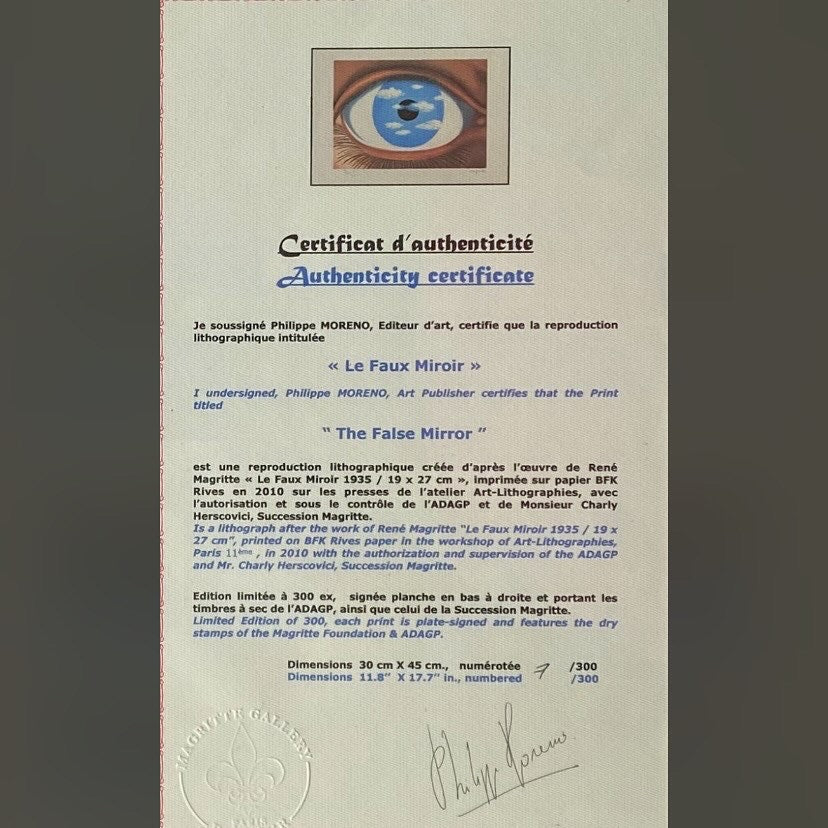 Certificat d'authenticité
Authenticity certificate
Je soussigné Philippe MORENO, Editeur d'art, certifie que la reproduction
lithographique intitulée
« Le Faux Miroir »
I undersigned, Philippe MORENO, Art Publisher certifies that the Print
titled
“ The False Mirror ”
est une reproduction lithographique créée d'après l'œuvre de René
Magritte « Le Faux Miroir 1935 / 19 x 27 cm », imprimée sur papier BFK
Rives en 2010 sur les presses de l'atelier Art-Lithographies, avec
l'autorisation et sous le contrôle de l'ADAGP et de Monsieur Charly
Herscovici, Succession Magritte.
Is a lithograph after the work of René Magritte “Le Faux Miroir 1935 / 19 x
27 cm”, printed on BFK Rives paper in the workshop of Art-Lithographies,
Paris 11ème , in 2010 with the authorization and supervision of the ADAGP
and Mr. Charly Herscovici, Succession Magritte.
Edition limitée à 300 ex, signée planche en bas à droite et portant les
timbres à sec de l'ADAGP, ainsi que celui de la Succession Magritte.
Limited Edition of 300, each print is plate-signed and features the dry
stamps of the Magritte Foundation & ADAGP.
Dimensions 30 cm X 45 cm., numérotée 7 /300
Dimensions 11.8” X 17.7” in., numbered /300
MAGRITTE GALLERY
PARIS
Philippe Moreno